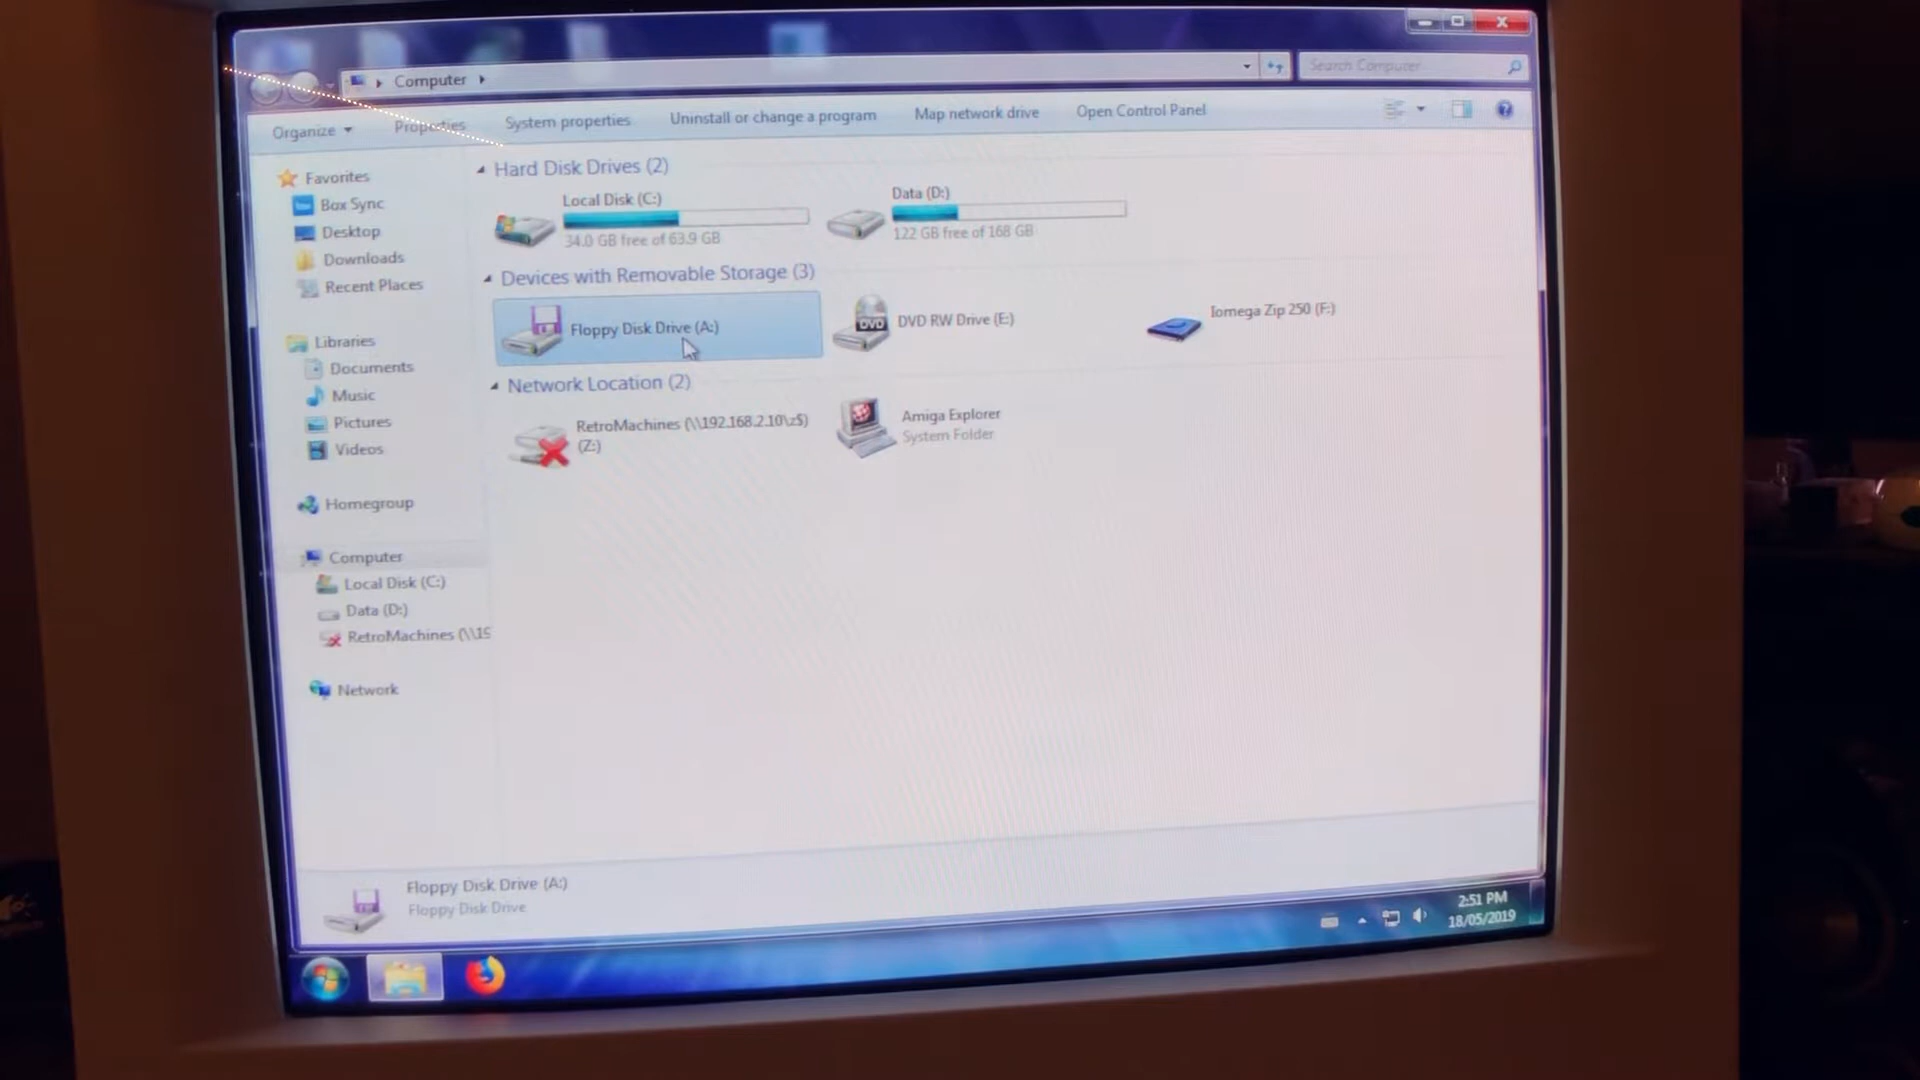 Computer
Search Computer
Organize
Properties
System properties
Uninstall or change a program
Map network drive
Open Control Panel
Favorites
Box Sync
Desktop
Downloads
Recent Places
Libraries
Documents
Music
Pictures
Videos
Homegroup
Computer
Local Disk (C:)
Data (D:)
RetroMachines (\\19
Network
Hard Disk Drives (2)
Local Disk (C:)
34.0 GB free of 63.9 GB
Data (D:)
122 GB free of 168 GB
Devices with Removable Storage (3)
Floppy Disk Drive (A:)
DVD
DVD RW Drive (E:)
Iomega Zip 250 (F:)
Network Location (2)
RetroMachines (\\192.168.2.10\z$)
(Z:)
Amiga Explorer
System Folder
Floppy Disk Drive (A:)
Floppy Disk Drive
2:51 PM
18/05/2019